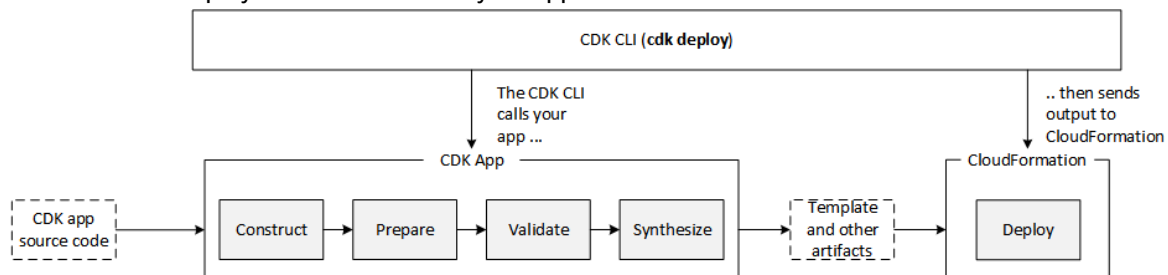 CDK CLI (cdk deploy)
The CDK CLI
calls your
app ...
.. then sends
output to
CloudFormation
CDK App
CloudFormation
CDK app
source code
Construct
Prepare
Validate
Synthesize
Template
and other
artifacts
Deploy